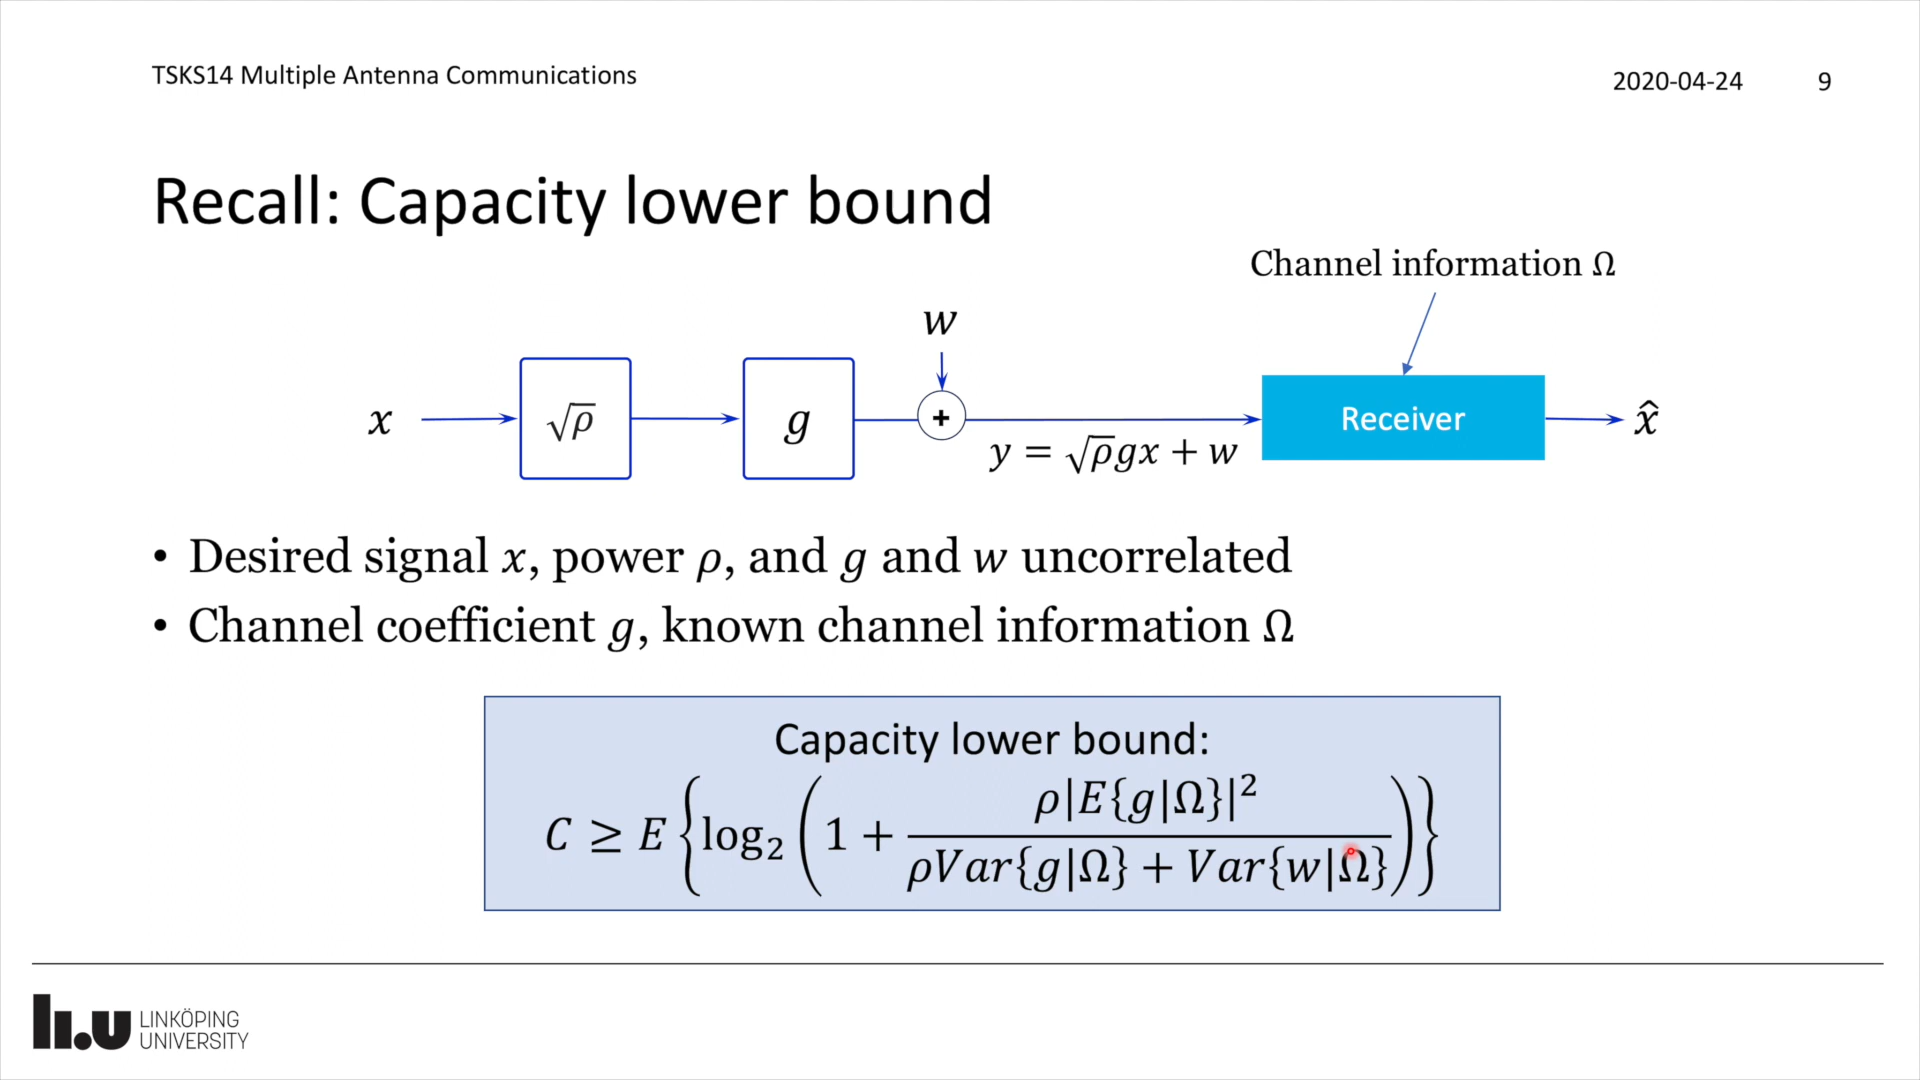 TSKS14 Multiple Antenna Communications
2020-04-24 9
Recall: Capacity lower bound
Channel information Ω
w
x
√ρ
g
+
y = √ρgx + w
Receiver
x̂
• Desired signal x, power ρ, and g and w uncorrelated
• Channel coefficient g, known channel information Ω
Capacity lower bound:
C ≥ E {log₂ (1 + ρ|E{g|Ω}|² / ρVar{g|Ω} + Var{w|Ω})}
li.u LINKÖPING
UNIVERSITY